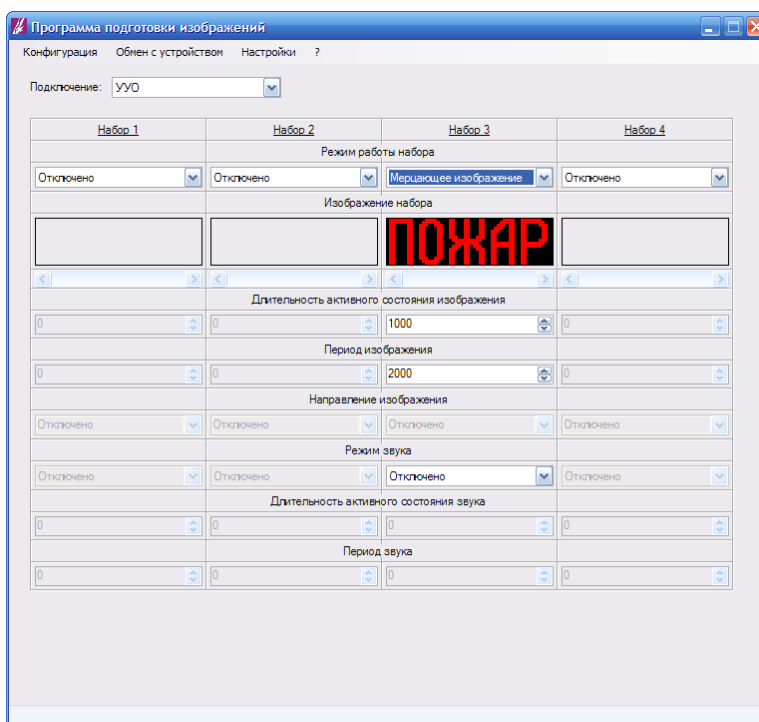 Программа подготовки изображений
Конфигурация Обмен с устройством Настройки ?
Подключение: УУО
Набор 1 Набор 2 Набор 3 Набор 4
Режим работы набора
Отключено Отключено Мерцающее изображение Отключено
Изображение набора
ПОЖАР
Длительность активного состояния изображения
0 0 1000 0
Период изображения
0 0 2000 0
Направление изображения
Отключено Отключено Отключено Отключено
Режим звука
Отключено Отключено Отключено Отключено
Длительность активного состояния звука
0 0 0 0
Период звука
0 0 0 0